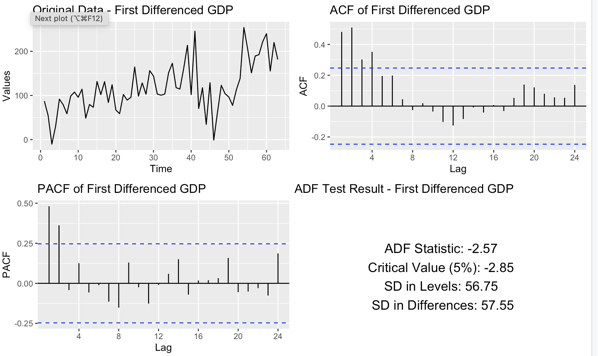 Original Data - First Differenced GDP
Next plot (⌥⌘F12)
Values
200
100
0
0
10
20
30
40
50
60
Time
ACF of First Differenced GDP
ACF
0.4
0.2
0.0
-0.2
4
8
12
16
20
24
Lag
PACF of First Differenced GDP
PACF
0.50
0.25
0.00
-0.25
4
8
12
16
20
24
Lag
ADF Test Result - First Differenced GDP
ADF Statistic: -2.57
Critical Value (5%): -2.85
SD in Levels: 56.75
SD in Differences: 57.55